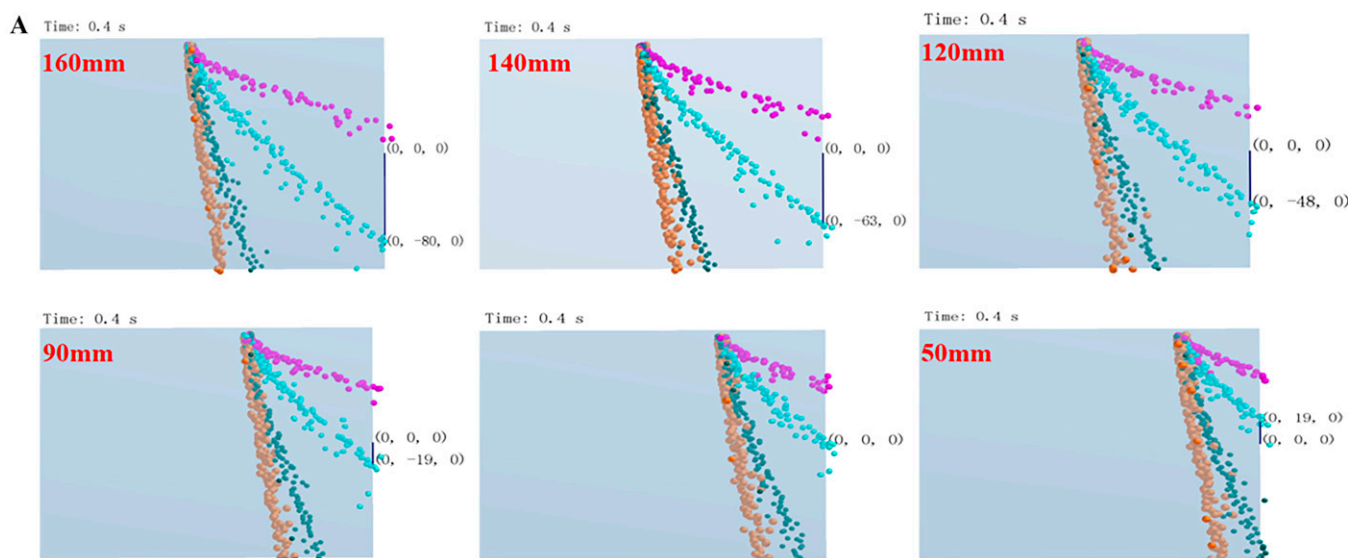 A
Time: 0.4 s
160mm
(0, 0, 0)
(0, -80, 0)
Time: 0.4 s
140mm
(0, 0, 0)
(0, -63, 0)
Time: 0.4 s
120mm
(0, 0, 0)
(0, -48, 0)
Time: 0.4 s
90mm
(0, 0, 0)
(0, -19, 0)
Time: 0.4 s
(0, 0, 0)
Time: 0.4 s
50mm
(0, 19, 0)
(0, 0, 0)